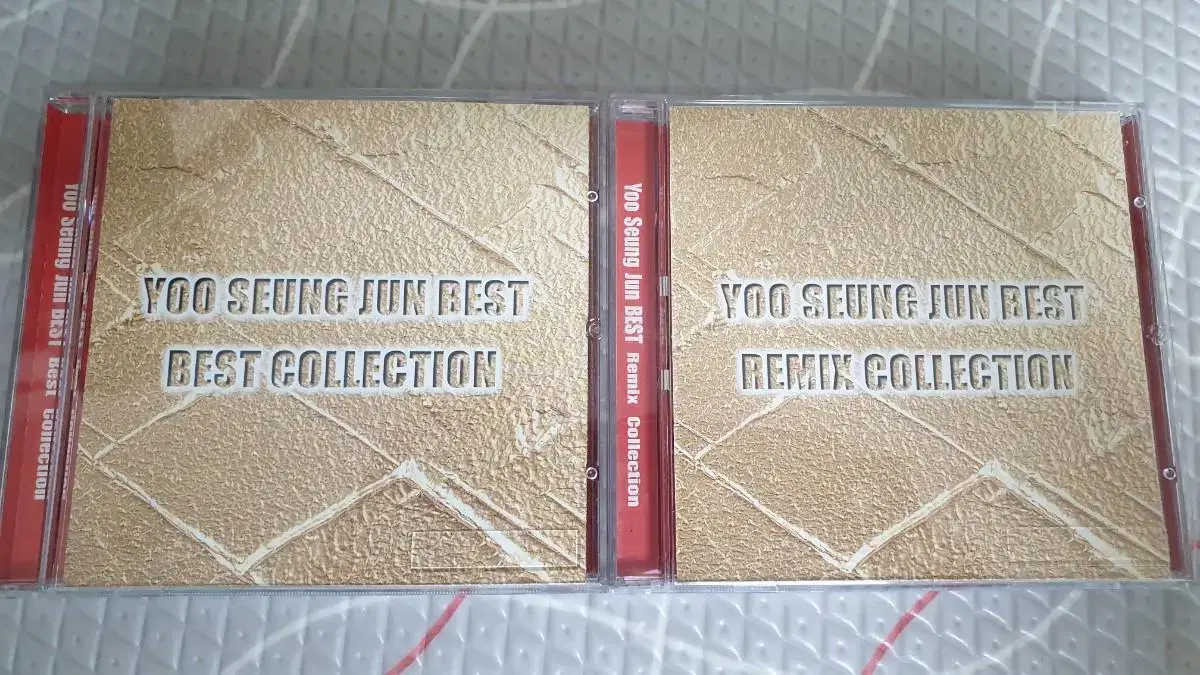 Yoo Seung Jun BEST Best Collection
YOO SEUNG JUN BEST
BEST COLLECTION
Yoo Seung Jun BEST Remix Collection
YOO SEUNG JUN BEST
REMIX COLLECTION